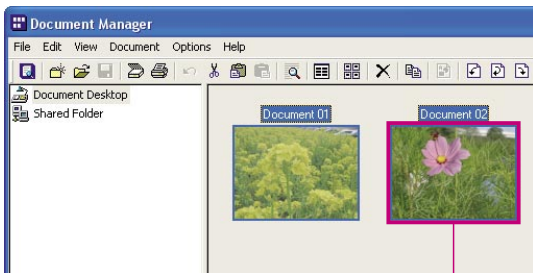 Document Manager
File Edit View Document Options Help
Document Desktop
Shared Folder
Document 01 Document 02